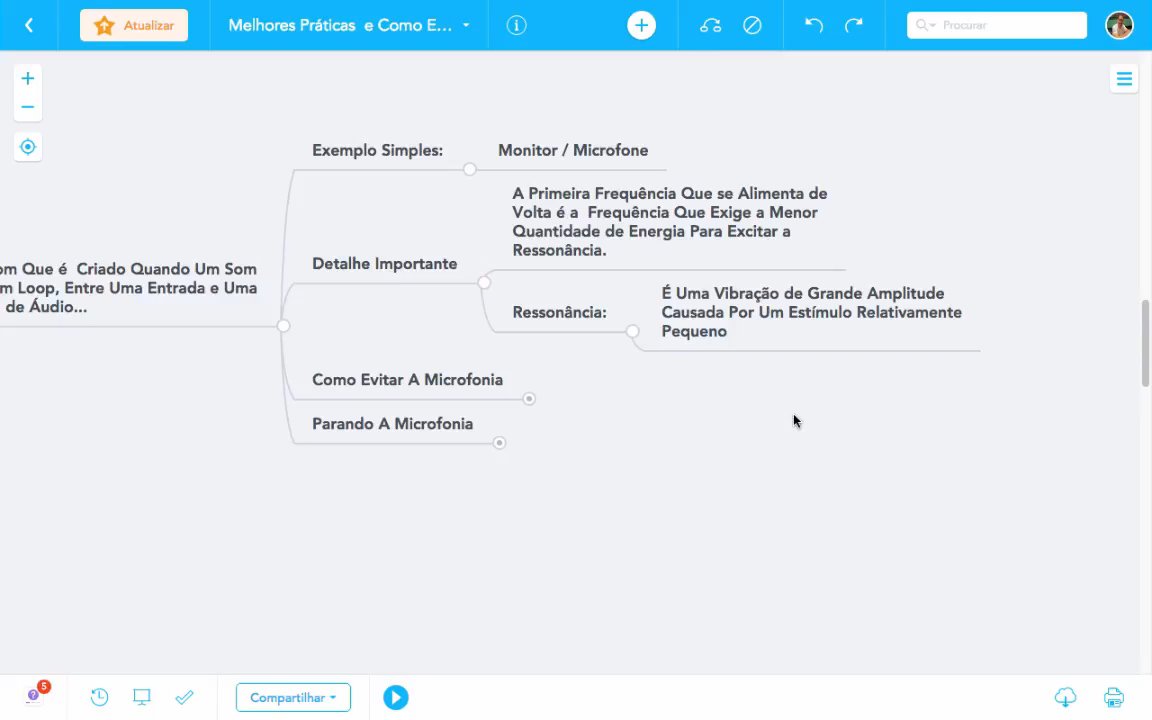 Atualizar
Melhores Práticas e Como E...
Procurar
Exemplo Simples:
Monitor / Microfone
A Primeira Frequência Que se Alimenta de
Volta é a Frequência Que Exige a Menor
Quantidade de Energia Para Excitar a
Ressonância.
Detalhe Importante
om Que é Criado Quando Um Som
m Loop, Entre Uma Entrada e Uma
de Áudio...
Ressonância:
É Uma Vibração de Grande Amplitude
Causada Por Um Estímulo Relativamente
Pequeno
Como Evitar A Microfonia
Parando A Microfonia
5
Compartilhar